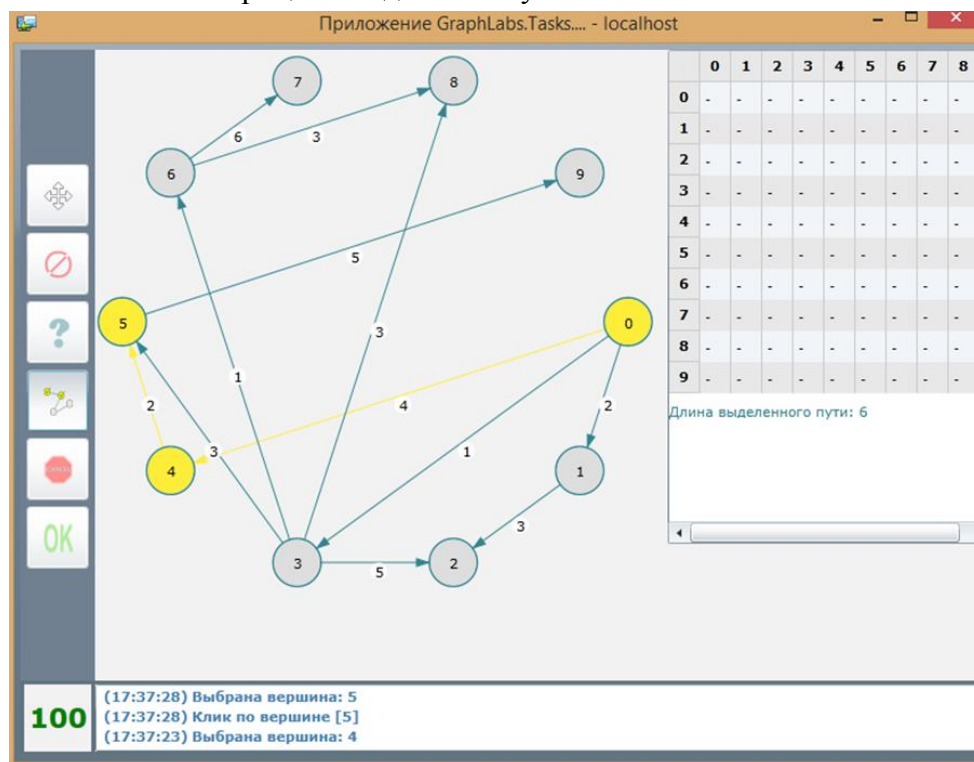 Приложение GraphLabs.Tasks.... - localhost
7
8
6
3
6
9
5
5
0
3
1
2
4
2
3
1
4
1
3
3
5
2
0 1 2 3 4 5 6 7 8
0 - - - - - - - - -
1 - - - - - - - - -
2 - - - - - - - - -
3 - - - - - - - - -
4 - - - - - - - - -
5 - - - - - - - - -
6 - - - - - - - - -
7 - - - - - - - - -
8 - - - - - - - - -
9 - - - - - - - - -
Длина выделенного пути: 6
?
CANCEL
OK
100
(17:37:28) Выбрана вершина: 5
(17:37:28) Клик по вершине [5]
(17:37:23) Выбрана вершина: 4